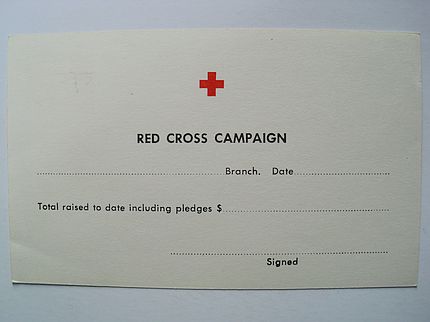 RED CROSS CAMPAIGN
........................................................ Branch. Date............................
Total raised to date including pledges $..................................................
.................................................................
Signed